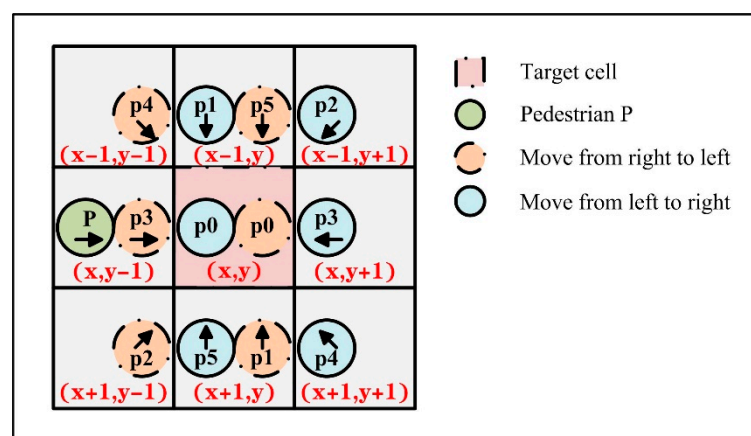 p4 p1 p5 p2
(x-1,y-1) (x-1,y) (x-1,y+1)
P p3 p0 p0 p3
(x,y-1) (x,y) (x,y+1)
p2 p5 p1 p4
(x+1,y-1) (x+1,y) (x+1,y+1)
Target cell
Pedestrian P
Move from right to left
Move from left to right